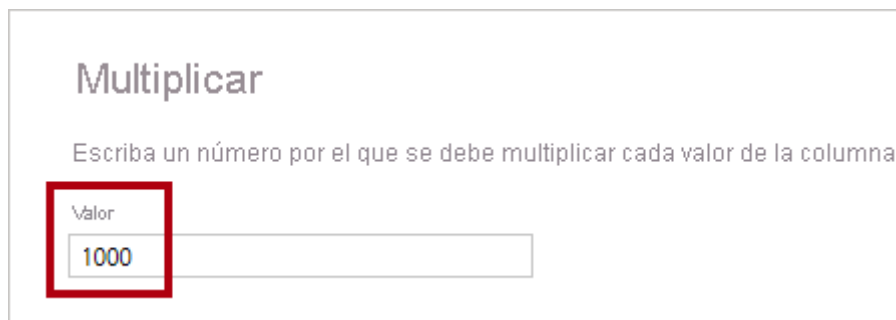 Multiplicar
Escriba un número por el que se debe multiplicar cada valor de la columna
Valor
1000